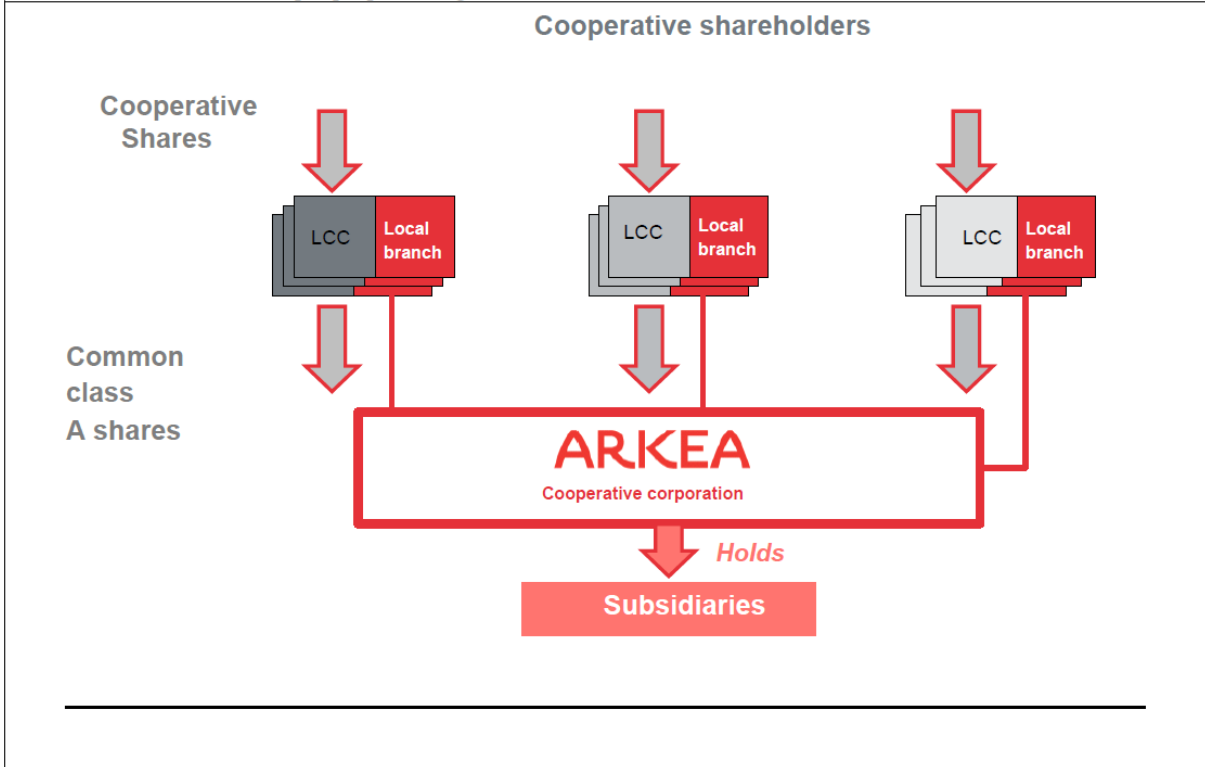 Cooperative shareholders
Cooperative
Shares
LCC
Local
branch
LCC
Local
branch
LCC
Local
branch
Common
class
A shares
ARKEA
Cooperative corporation
Holds
Subsidiaries